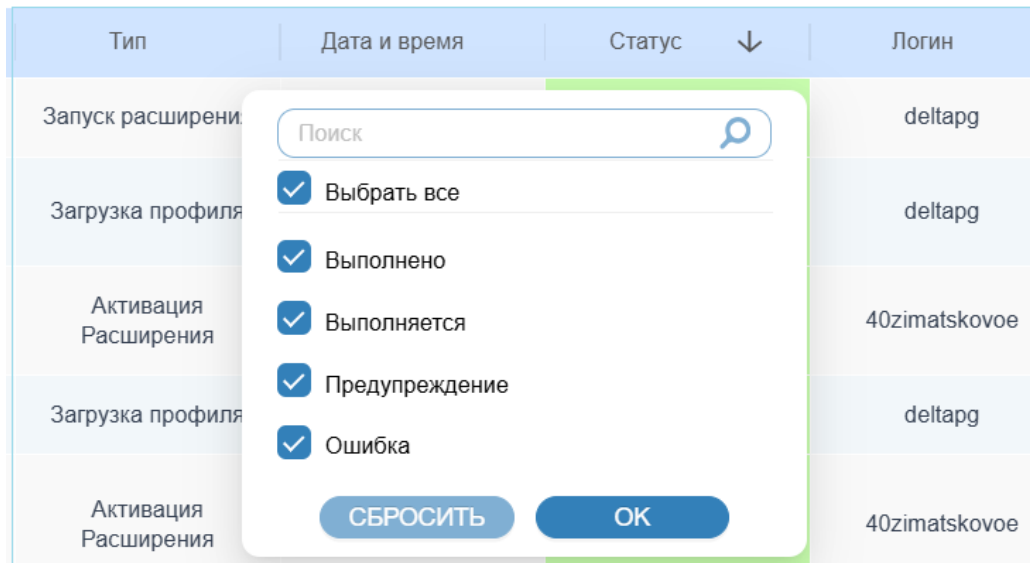 Тип Дата и время Статус Логин
Запуск расширени
deltapg
Поиск
Выбрать все
Загрузка профиля
deltapg
Выполнено
Активация
Расширения
40zimatskovoe
Выполняется
Предупреждение
Загрузка профиля
deltapg
Ошибка
Активация
Расширения
40zimatskovoe
СБРОСИТЬ
OK